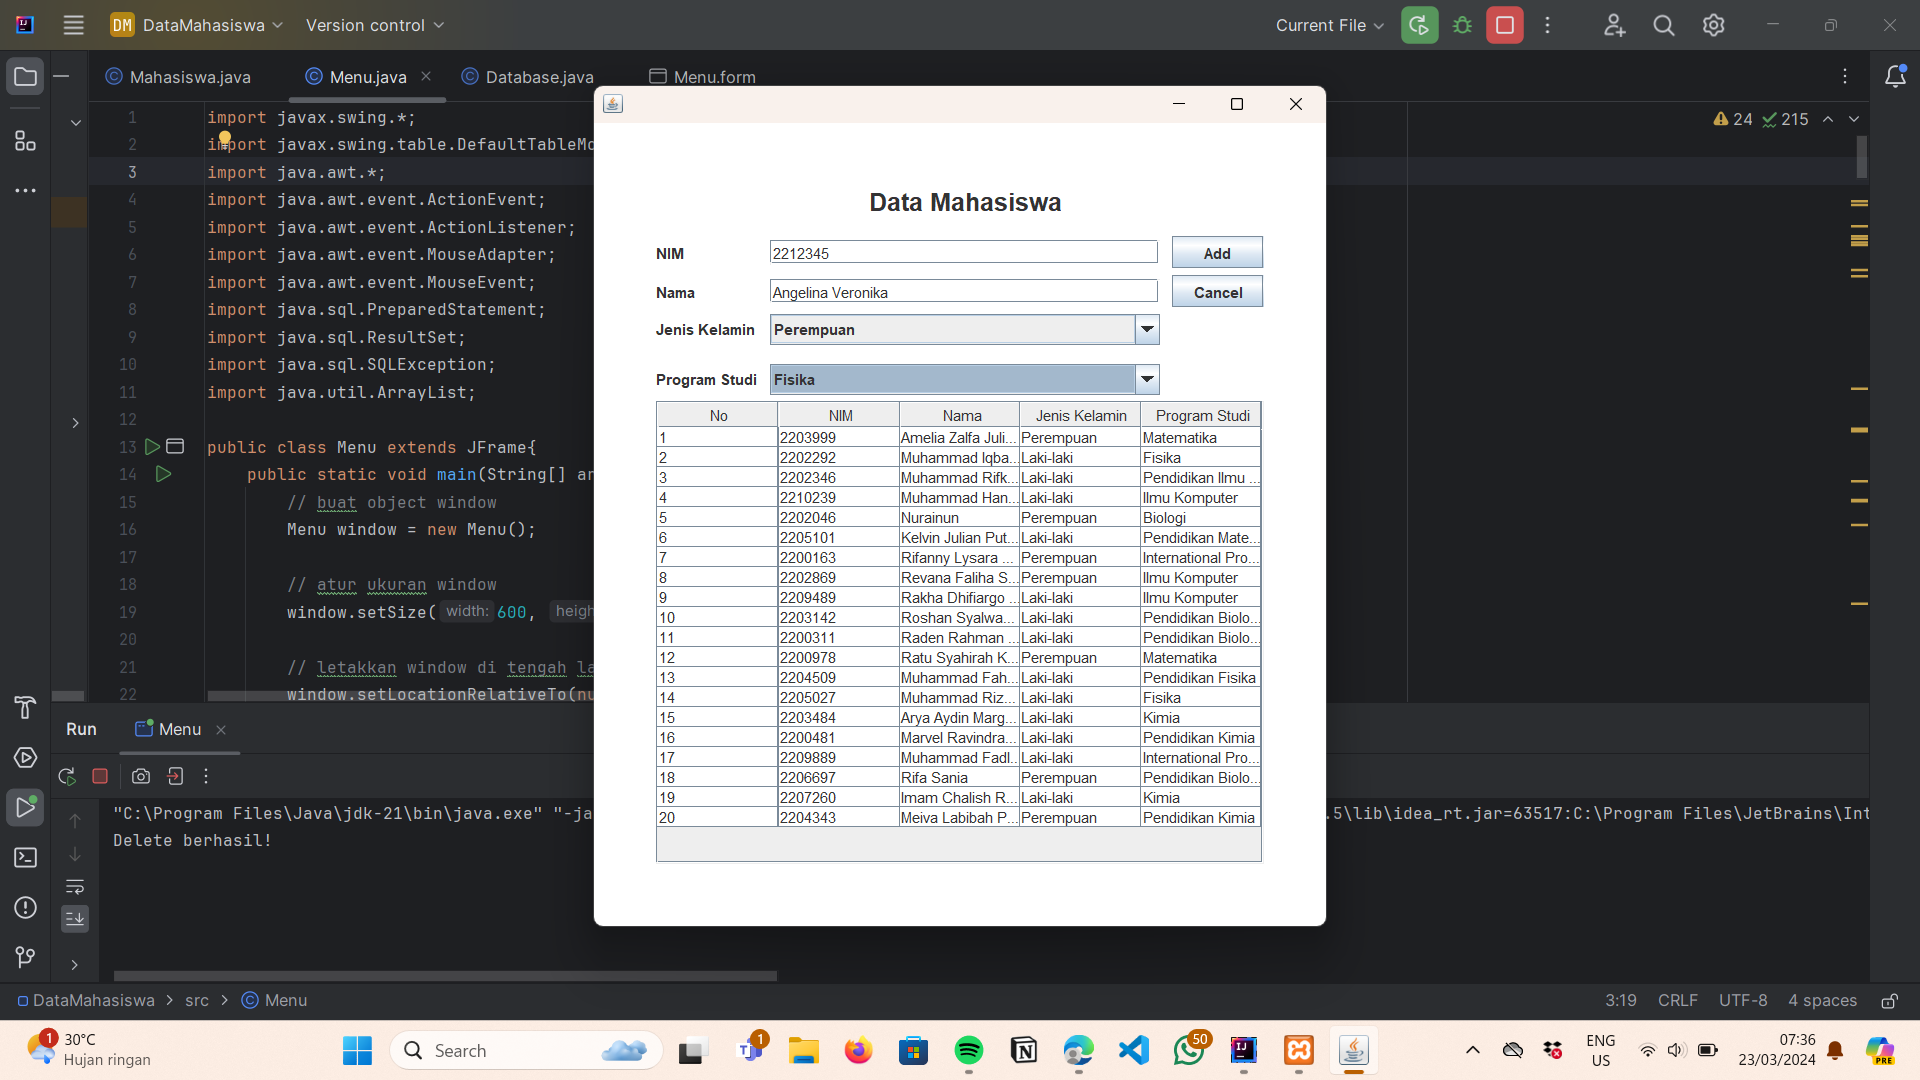 DM DataMahasiswa Version control Current File
Mahasiswa.java Menu.java Database.java Menu.form
24 215
1 import javax.swing.*;
2 import javax.swing.table.DefaultTableMo
3 import java.awt.*;
4 import java.awt.event.ActionEvent;
5 import java.awt.event.ActionListener;
6 import java.awt.event.MouseAdapter;
7 import java.awt.event.MouseEvent;
8 import java.sql.PreparedStatement;
9 import java.sql.ResultSet;
10 import java.sql.SQLException;
11 import java.util.ArrayList;
12
13 public class Menu extends JFrame{
14 public static void main(String[] ar
15 // buat object window
16 Menu window = new Menu();
17
18 // atur ukuran window
19 window.setSize( width: 600, heigh
20
21 // letakkan window di tengah la
22 window.setLocationRelativeTo(nu
Data Mahasiswa
NIM 2212345 Add
Nama Angelina Veronika Cancel
Jenis Kelamin Perempuan
Program Studi Fisika
No NIM Nama Jenis Kelamin Program Studi
1 2203999 Amelia Zalfa Juli... Perempuan Matematika
2 2202292 Muhammad Iqba... Laki-laki Fisika
3 2202346 Muhammad Rifk... Laki-laki Pendidikan Ilmu ...
4 2210239 Muhammad Han... Laki-laki Ilmu Komputer
5 2202046 Nurainun Perempuan Biologi
6 2205101 Kelvin Julian Put... Laki-laki Pendidikan Mate...
7 2200163 Rifanny Lysara ... Perempuan International Pro...
8 2202869 Revana Faliha S... Perempuan Ilmu Komputer
9 2209489 Rakha Dhifiargo ... Laki-laki Ilmu Komputer
10 2203142 Roshan Syalwa... Laki-laki Pendidikan Biolo...
11 2200311 Raden Rahman ... Laki-laki Pendidikan Biolo...
12 2200978 Ratu Syahirah K... Perempuan Matematika
13 2204509 Muhammad Fah... Laki-laki Pendidikan Fisika
14 2205027 Muhammad Riz... Laki-laki Fisika
15 2203484 Arya Aydin Marg... Laki-laki Kimia
16 2200481 Marvel Ravindra... Laki-laki Pendidikan Kimia
17 2209889 Muhammad Fadl... Laki-laki International Pro...
18 2206697 Rifa Sania Perempuan Pendidikan Biolo...
19 2207260 Imam Chalish R... Laki-laki Kimia
20 2204343 Meiva Labibah P... Perempuan Pendidikan Kimia
Run Menu
"C:\Program Files\Java\jdk-21\bin\java.exe" "-ja .5\lib\idea_rt.jar=63517:C:\Program Files\JetBrains\Int
Delete berhasil!
DataMahasiswa > src > Menu 3:19 CRLF UTF-8 4 spaces
1 30°C
Hujan ringan
Search
1
50
ENG
US
07:36
23/03/2024
PRE